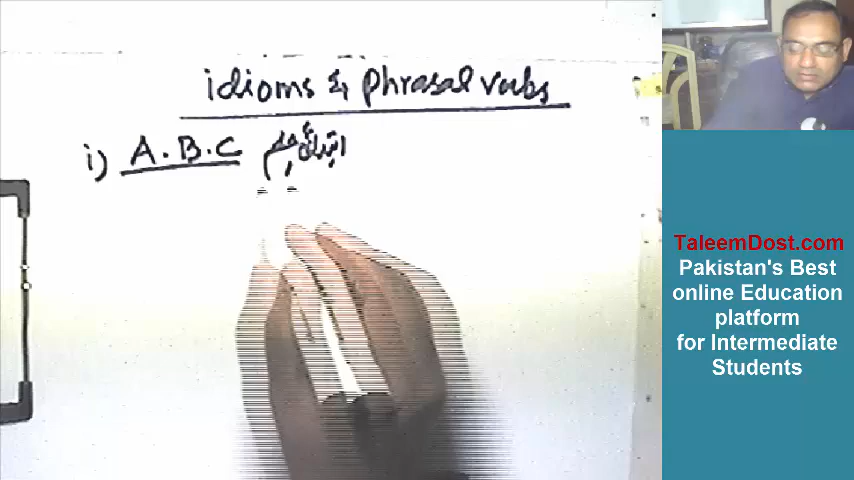 idioms & Phrasal verbs
i) A.B.C ابتدائی علم
TaleemDost.com
Pakistan's Best
online Education
platform
for Intermediate
Students